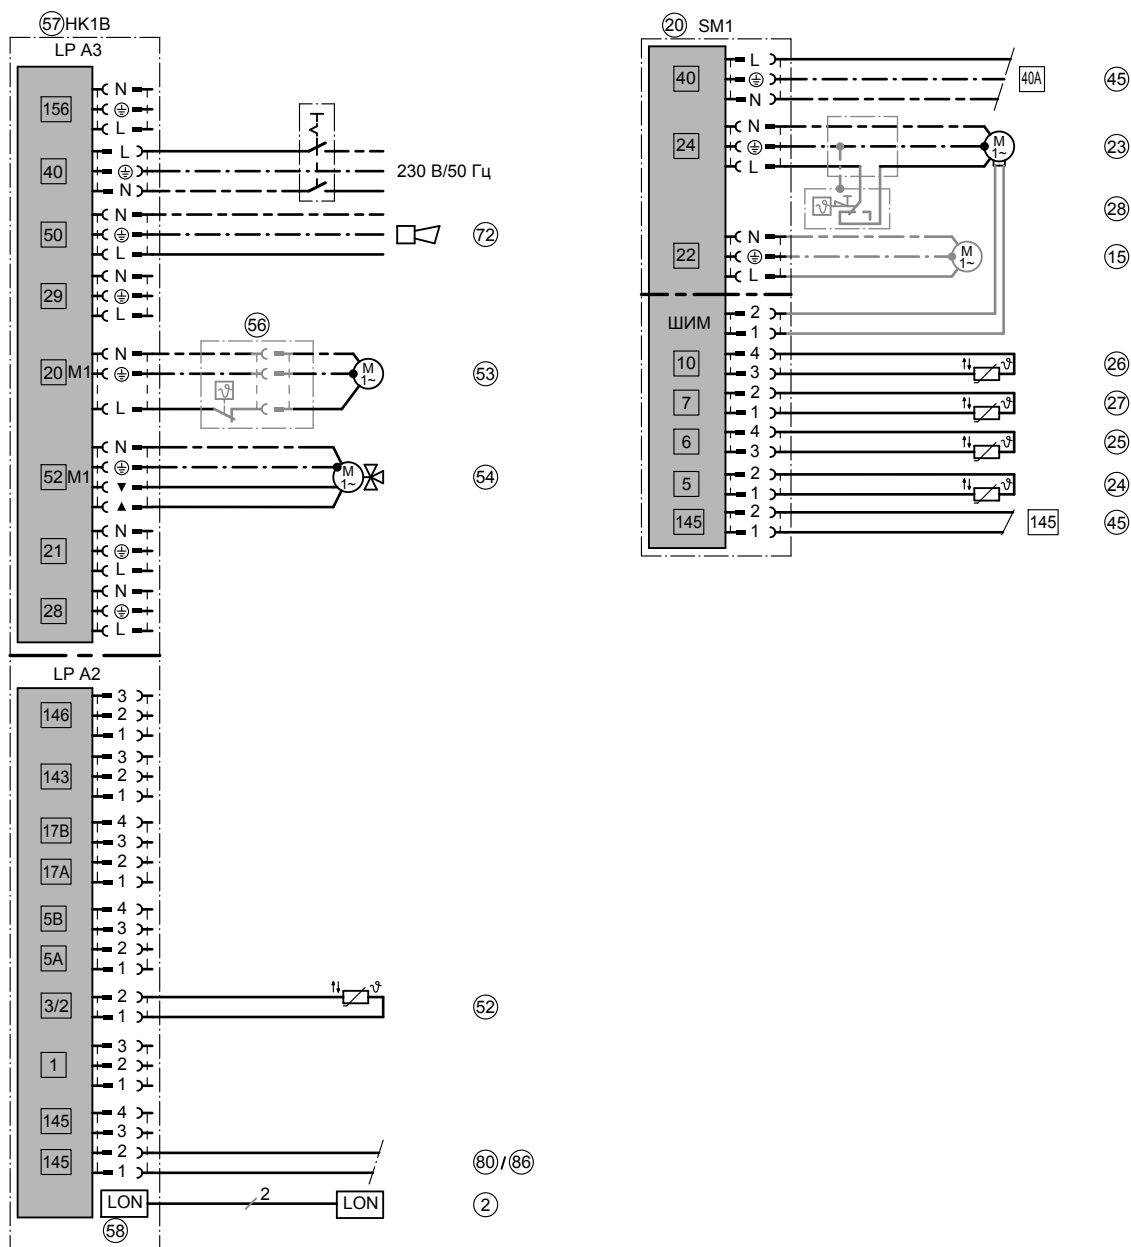 57 HK1B
LP A3
156
N
L
40
L
N
230 В/50 Гц
50
N
L
72
29
N
L
56
20 M1
N
L
M
1~
53
52 M1
N
M
1~
54
21
N
L
28
N
L
LP A2
146
3
2
1
143
3
2
1
17B
4
3
17A
2
1
5B
4
3
5A
2
1
3/2
2
1
ϑ
52
1
3
2
1
145
4
3
145
2
1
80 / 86
LON
2
LON
2
58
20 SM1
40
L
N
40A
45
24
N
L
M
1~
23
ϑ
28
22
N
L
M
1~
15
ШИМ
2
1
10
4
3
ϑ
26
7
2
1
ϑ
27
6
4
3
ϑ
25
5
2
1
ϑ
24
145
2
1
145
45